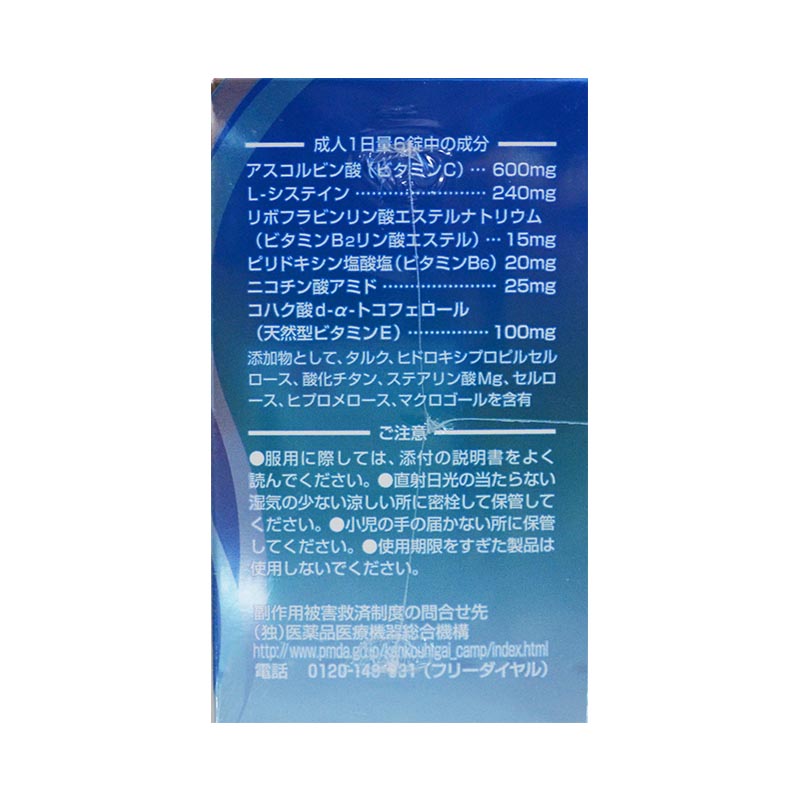 成人1日量6錠中の成分
アスコルビン酸（ビタミンC）… 600mg
L-システイン …………………… 240mg
リボフラビンリン酸エステルナトリウム
（ビタミンB2リン酸エステル）… 15mg
ピリドキシン塩酸塩（ビタミンB6）20mg
ニコチン酸アミド ………………… 25mg
コハク酸d-α-トコフェロール
（天然型ビタミンE）…………… 100mg
添加物として、タルク、ヒドロキシプロピルセル
ロース、酸化チタン、ステアリン酸Mg、セルロ
ース、ヒプロメロース、マクロゴールを含有
ご注意
●服用に際しては、添付の説明書をよく
読んでください。●直射日光の当たらない
湿気の少ない涼しい所に密栓して保管して
ください。●小児の手の届かない所に保管
してください。●使用期限をすぎた製品は
使用しないでください。
副作用被害救済制度の問合せ先
（独）医薬品医療機器総合機構
http://www.pmda.go.jp/kenkouhigai_camp/index.html
電話 0120-149-931（フリーダイヤル）